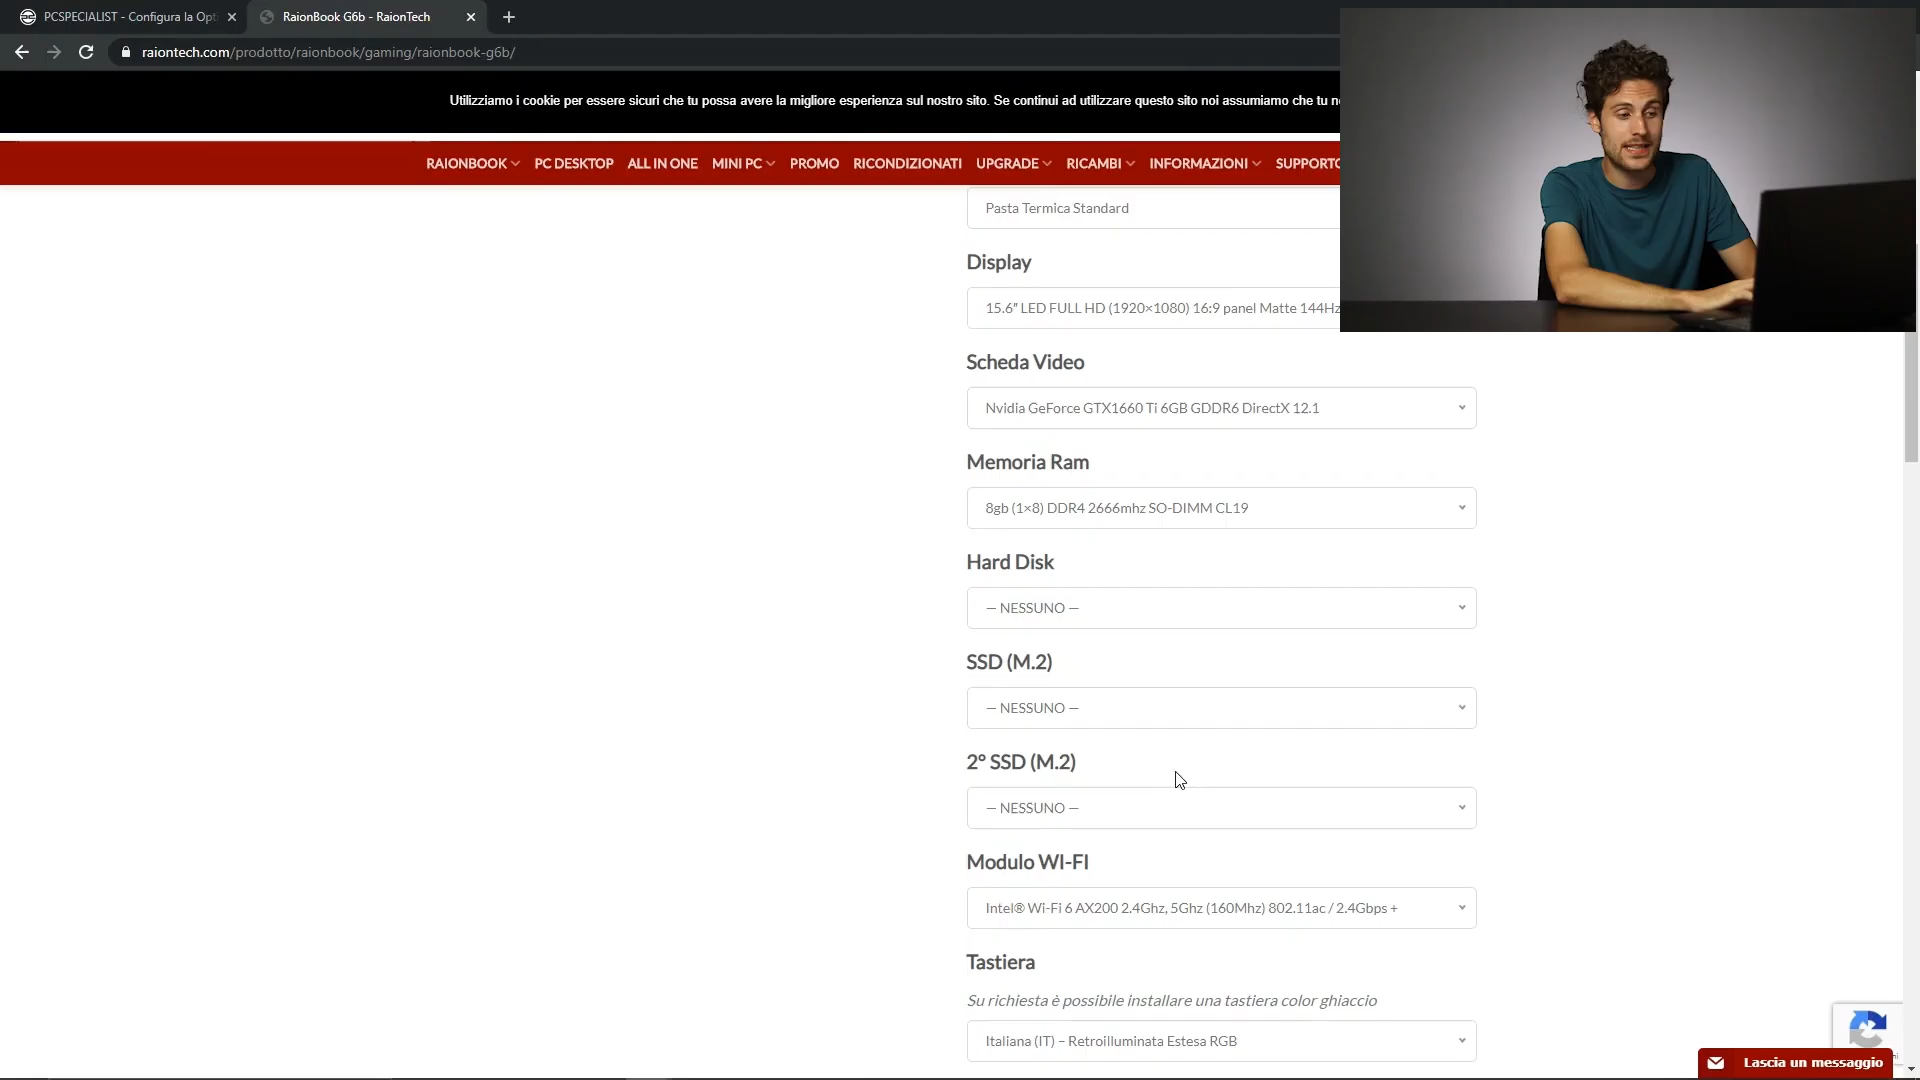 PCSPECIALIST - Configura la Opti
RaionBook G6b - RaionTech
raiontech.com/prodotto/raionbook/gaming/raionbook-g6b/
Utilizziamo i cookie per essere sicuri che tu possa avere la migliore esperienza sul nostro sito. Se continui ad utilizzare questo sito noi assumiamo che tu
RAIONBOOK PC DESKTOP ALL IN ONE MINI PC PROMO RICONDIZIONATI UPGRADE RICAMBI INFORMAZIONI SUPPORTO
Pasta Termica Standard
Display
15.6″ LED FULL HD (1920×1080) 16:9 panel Matte 144Hz
Scheda Video
Nvidia GeForce GTX1660 Ti 6GB GDDR6 DirectX 12.1
Memoria Ram
8gb (1×8) DDR4 2666mhz SO-DIMM CL19
Hard Disk
— NESSUNO —
SSD (M.2)
— NESSUNO —
2° SSD (M.2)
— NESSUNO —
Modulo WI-FI
Intel® Wi-Fi 6 AX200 2.4Ghz, 5Ghz (160Mhz) 802.11ac / 2.4Gbps +
Tastiera
Su richiesta è possibile installare una tastiera color ghiaccio
Italiana (IT) – Retroilluminata Estesa RGB
Lascia un messaggio